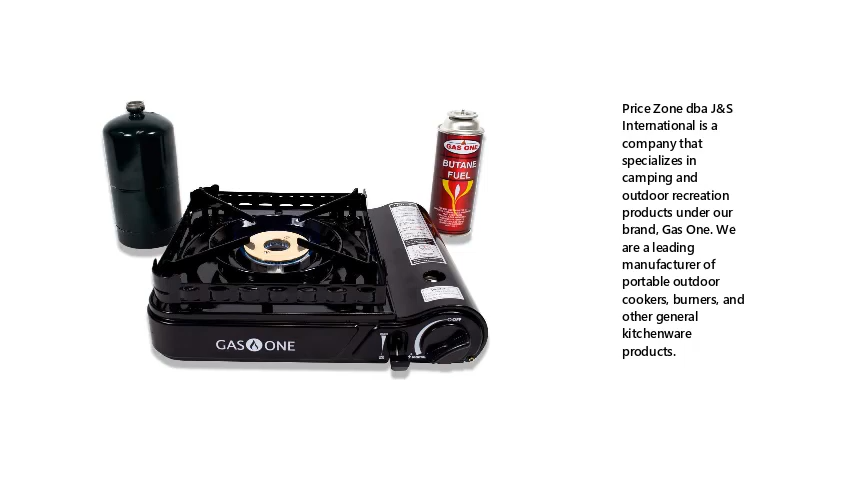 Price Zone dba J&S
International is a
company that
specializes in
camping and
outdoor recreation
products under our
brand, Gas One. We
are a leading
manufacturer of
portable outdoor
cookers, burners, and
other general
kitchenware
products.
GAS ONE
BUTANE
FUEL
OFF
GAS ONE